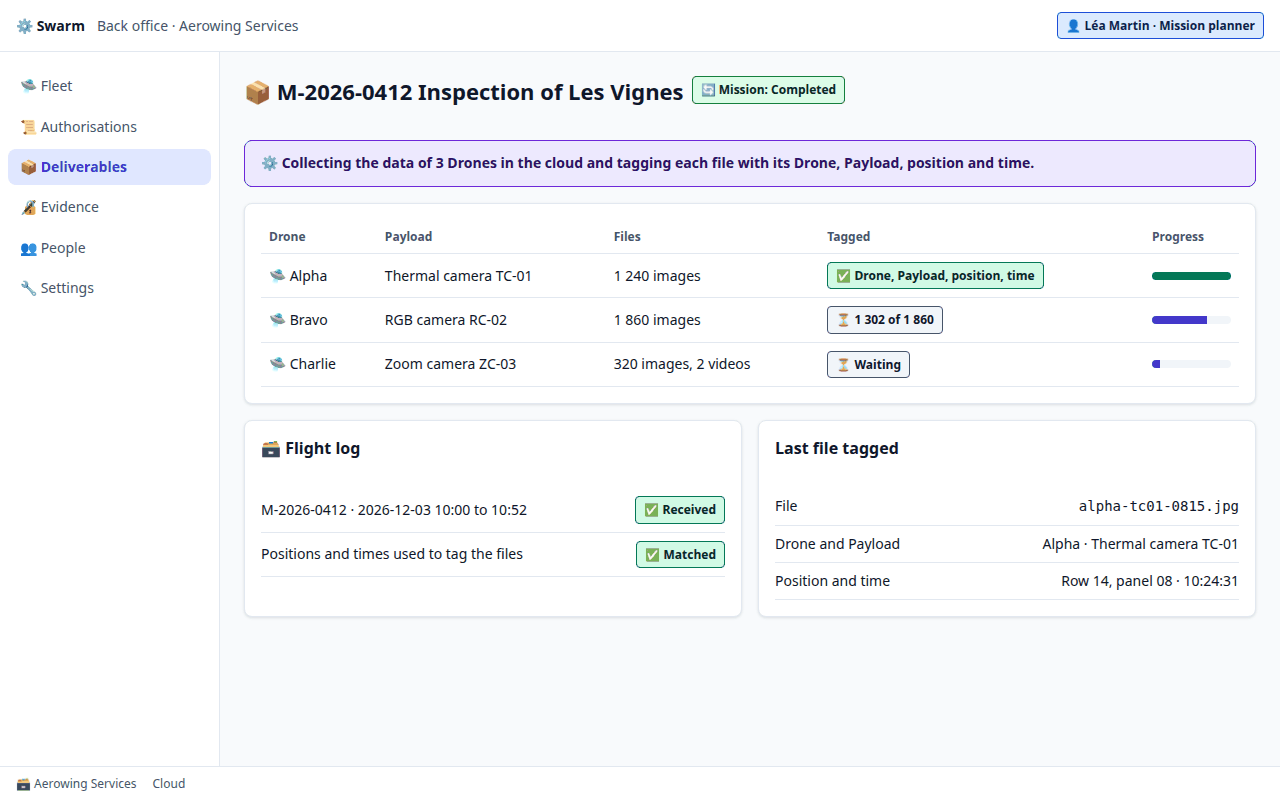 ⚙️ Swarm Back office · Aerowing Services
👤 Léa Martin · Mission planner
🛸 Fleet
📜 Authorisations
📦 Deliverables
🔏 Evidence
👥 People
🔧 Settings
📦 M-2026-0412 Inspection of Les Vignes
🔄 Mission: Completed
⚙️ Collecting the data of 3 Drones in the cloud and tagging each file with its Drone, Payload, position and time.
Drone Payload Files Tagged Progress
🛸 Alpha Thermal camera TC-01 1 240 images ✅ Drone, Payload, position, time
🛸 Bravo RGB camera RC-02 1 860 images ⏳ 1 302 of 1 860
🛸 Charlie Zoom camera ZC-03 320 images, 2 videos ⏳ Waiting
🗃️ Flight log
M-2026-0412 · 2026-12-03 10:00 to 10:52 ✅ Received
Positions and times used to tag the files ✅ Matched
Last file tagged
File alpha-tc01-0815.jpg
Drone and Payload Alpha · Thermal camera TC-01
Position and time Row 14, panel 08 · 10:24:31
🗃️ Aerowing Services Cloud